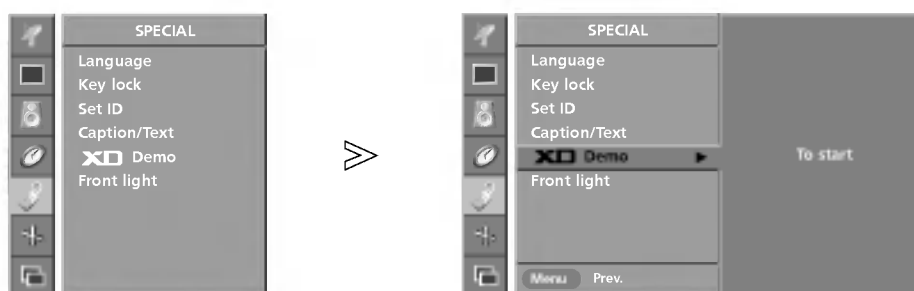 SPECIAL
Language
Key lock
Set ID
Caption/Text
XD Demo
Front light
SPECIAL
Language
Key lock
Set ID
Caption/Text
XD Demo
To start
Front light
Menu Prev.